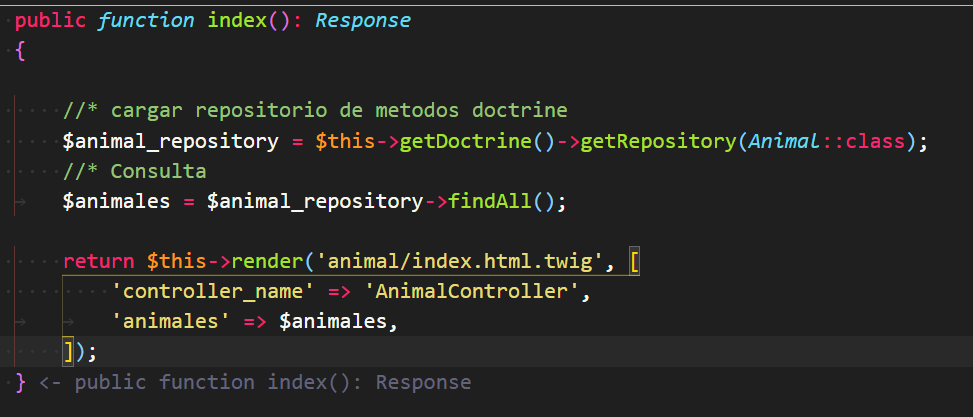 public function index(): Response
{
//* cargar repositorio de metodos doctrine
$animal_repository = $this->getDoctrine()->getRepository(Animal::class);
//* Consulta
$animales = $animal_repository->findAll();
return $this->render('animal/index.html.twig', [
'controller_name' => 'AnimalController',
'animales' => $animales,
]);
} <- public function index(): Response